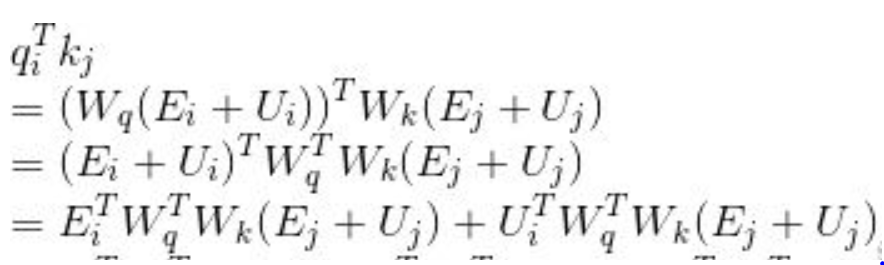 q_i^T k_j
= (W_q(E_i + U_i))^T W_k(E_j + U_j)
= (E_i + U_i)^T W_q^T W_k(E_j + U_j)
= E_i^T W_q^T W_k(E_j + U_j) + U_i^T W_q^T W_k(E_j + U_j)